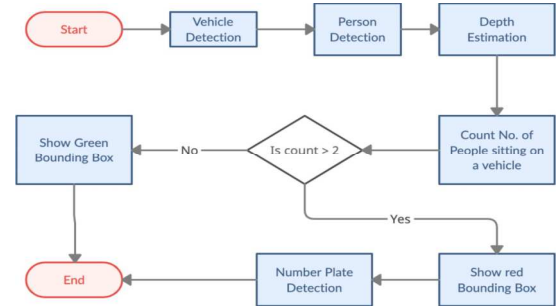 Start
Vehicle
Detection
Person
Detection
Depth
Estimation
Count No. of
People sitting on
a vehicle
Is count > 2
No
Show Green
Bounding Box
Yes
Show red
Bounding Box
Number Plate
Detection
End